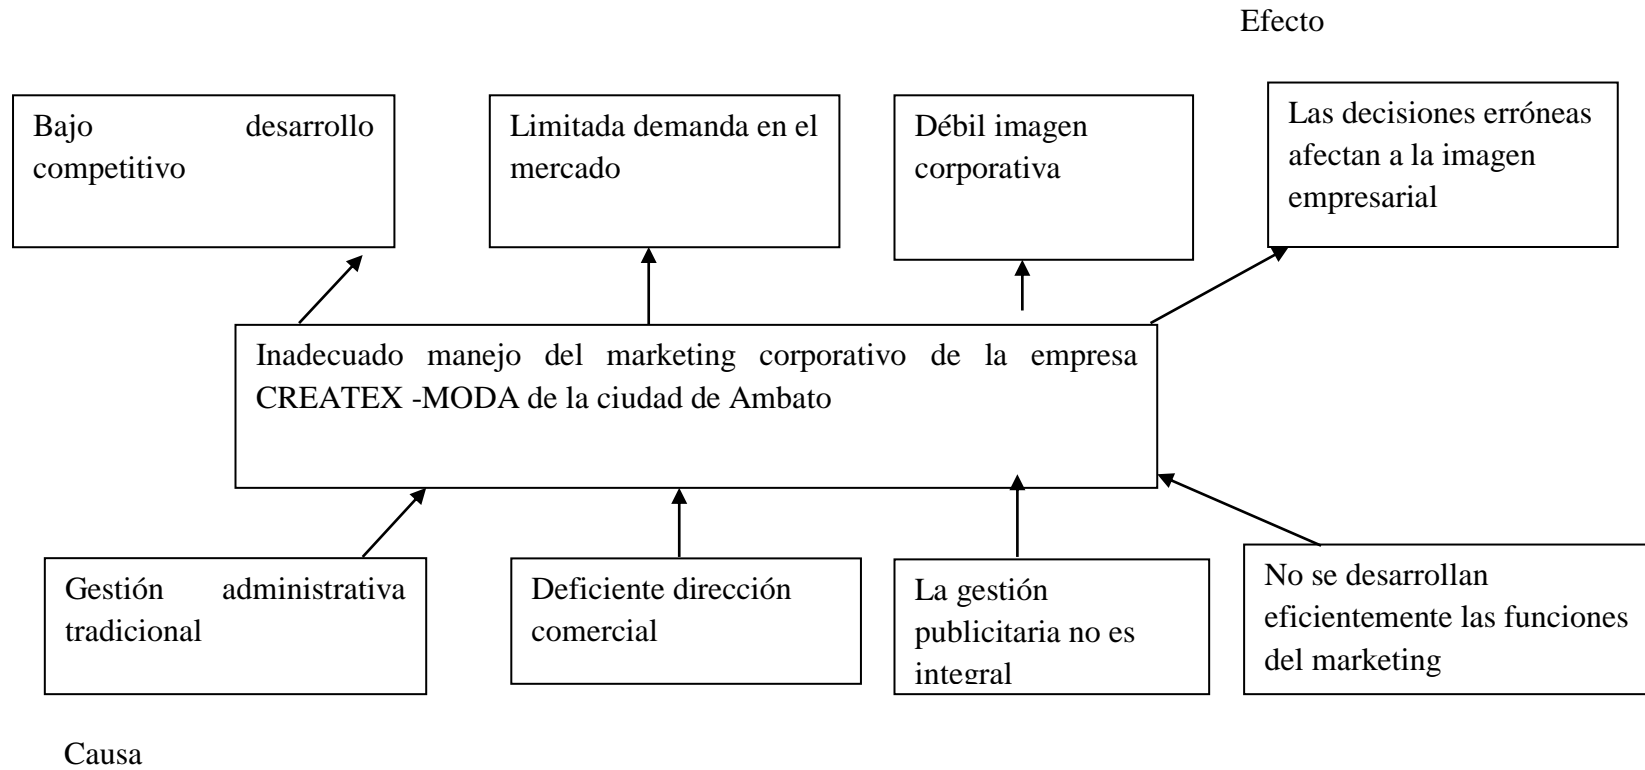 Efecto
Bajo desarrollo
competitivo
Limitada demanda en el
mercado
Débil imagen
corporativa
Las decisiones erróneas
afectan a la imagen
empresarial
Inadecuado manejo del marketing corporativo de la empresa
CREATEX -MODA de la ciudad de Ambato
Gestión administrativa
tradicional
Deficiente dirección
comercial
La gestión
publicitaria no es
integral
No se desarrollan
eficientemente las funciones
del marketing
Causa